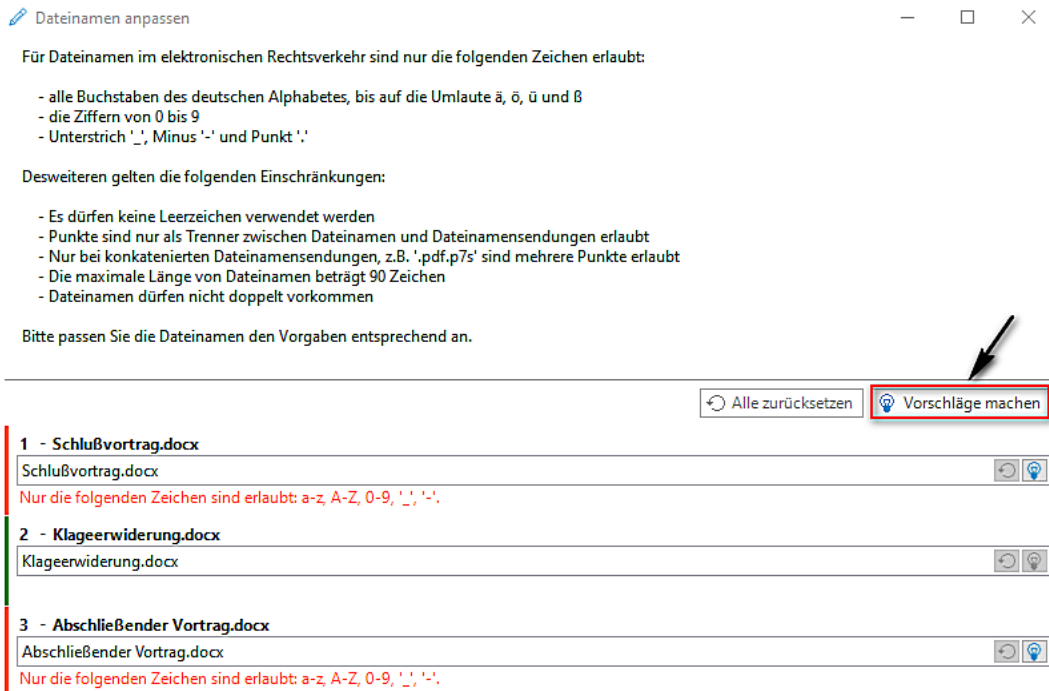 Dateinamen anpassen
Für Dateinamen im elektronischen Rechtsverkehr sind nur die folgenden Zeichen erlaubt:
- alle Buchstaben des deutschen Alphabetes, bis auf die Umlaute ä, ö, ü und ß
- die Ziffern von 0 bis 9
- Unterstrich '_', Minus '-' und Punkt '.'
Desweiteren gelten die folgenden Einschränkungen:
- Es dürfen keine Leerzeichen verwendet werden
- Punkte sind nur als Trenner zwischen Dateinamen und Dateinamensendungen erlaubt
- Nur bei konkatenierten Dateinamensendungen, z.B. '.pdf.p7s' sind mehrere Punkte erlaubt
- Die maximale Länge von Dateinamen beträgt 90 Zeichen
- Dateinamen dürfen nicht doppelt vorkommen
Bitte passen Sie die Dateinamen den Vorgaben entsprechend an.
Alle zurücksetzen Vorschläge machen
1 - Schlußvortrag.docx
Schlußvortrag.docx
Nur die folgenden Zeichen sind erlaubt: a-z, A-Z, 0-9, '_', '-'.
2 - Klageerwiderung.docx
Klageerwiderung.docx
3 - Abschließender Vortrag.docx
Abschließender Vortrag.docx
Nur die folgenden Zeichen sind erlaubt: a-z, A-Z, 0-9, '_', '-'.